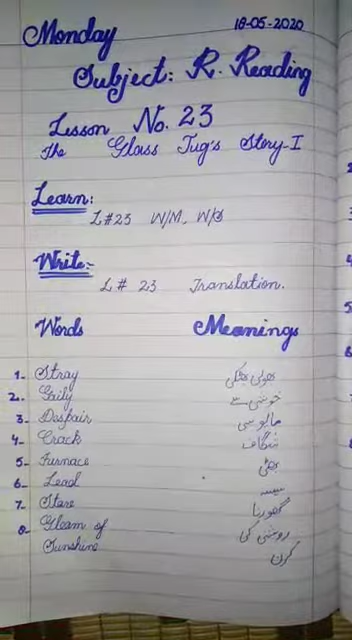 Monday 18-05-2020
Subject: R. Reading
Lesson No. 23
The Glass Jug's Story-I
Learn:
L#23 W/M, W/S
Write:-
L # 23 Translation.
Words Meanings
1. Stray بھولی بھٹکی
2. Gaily خوشی سے
3. Despair مایوسی
4. Crack شگاف
5- Furnace بھٹی
6. Lead سیسہ
7. Stare گھورنا
8. Gleam of روشنی کی
Sunshine کرن